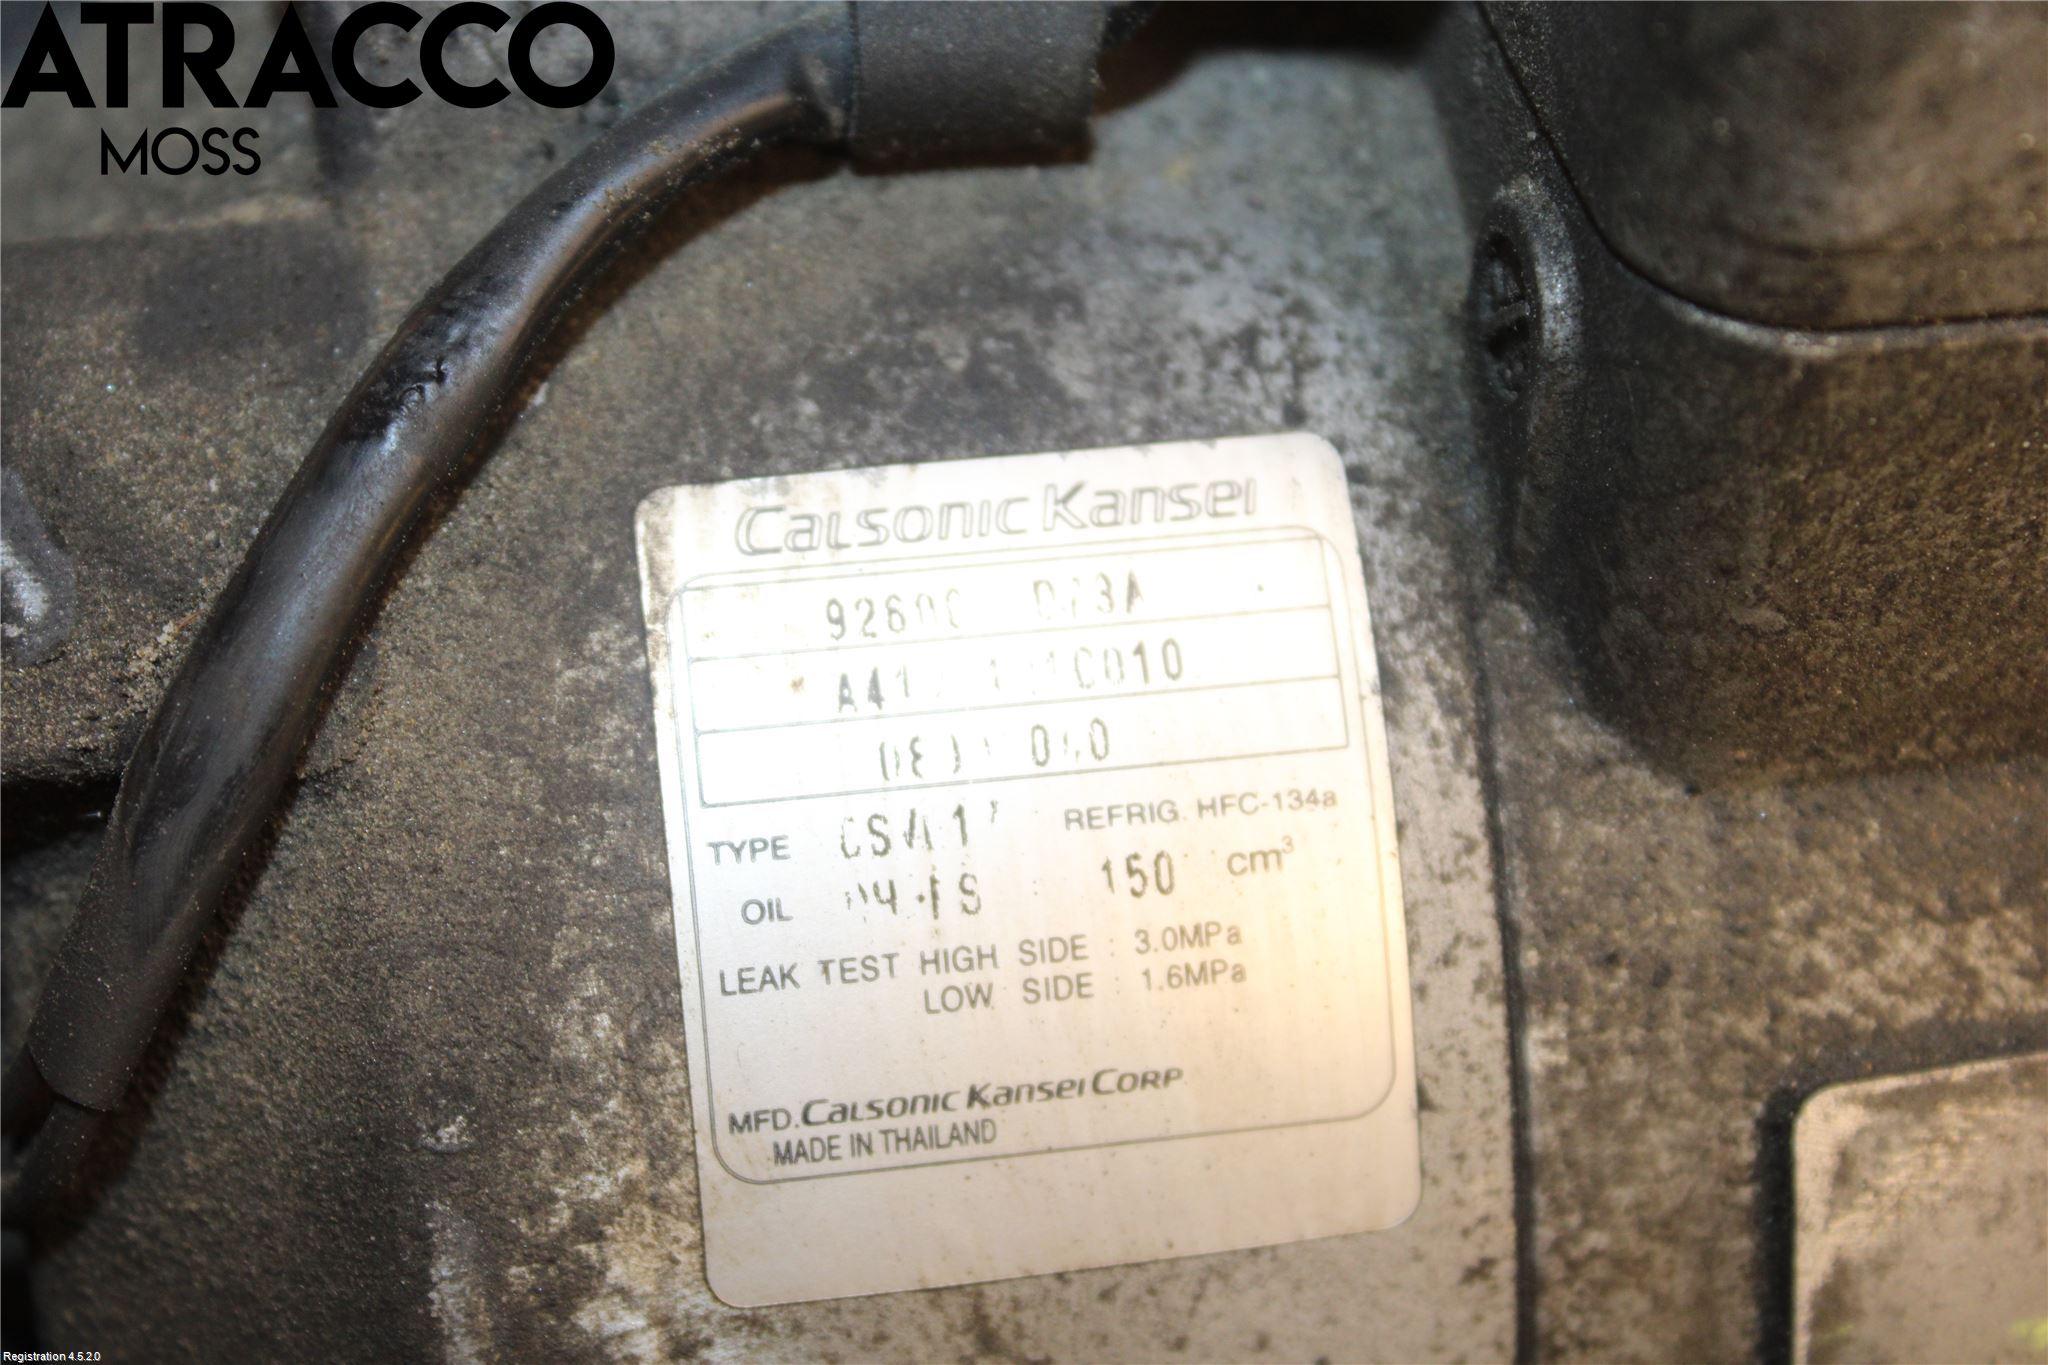 ATRACCO
MOSS
Calsonic Kansei
TYPE
REFRIG. HFC-134a
OIL 150 cm³
LEAK TEST HIGH SIDE : 3.0MPa
LOW SIDE : 1.6MPa
MFD. Calsonic Kansei Corp
MADE IN THAILAND
Registration 4.5.2.0